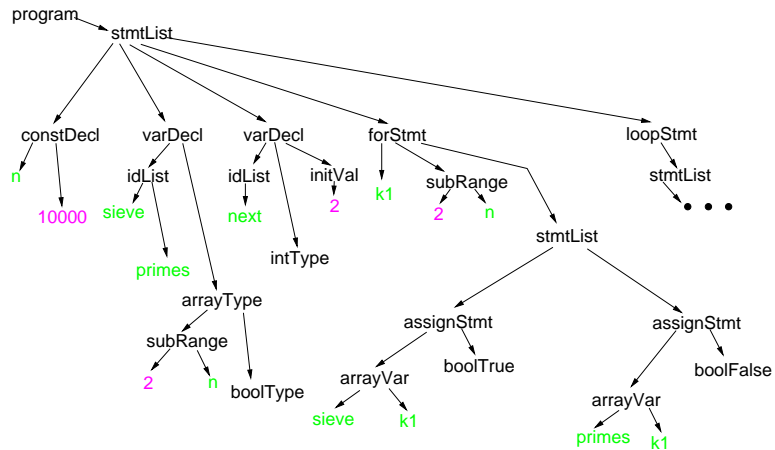 program
stmtList
constDecl varDecl varDecl forStmt loopStmt
n idList idList initVal k1 subRange stmtList
10000 sieve next 2 2 n • • •
primes intType stmtList
arrayType assignStmt assignStmt
subRange boolType arrayVar boolTrue boolFalse
2 n sieve k1 arrayVar
primes k1